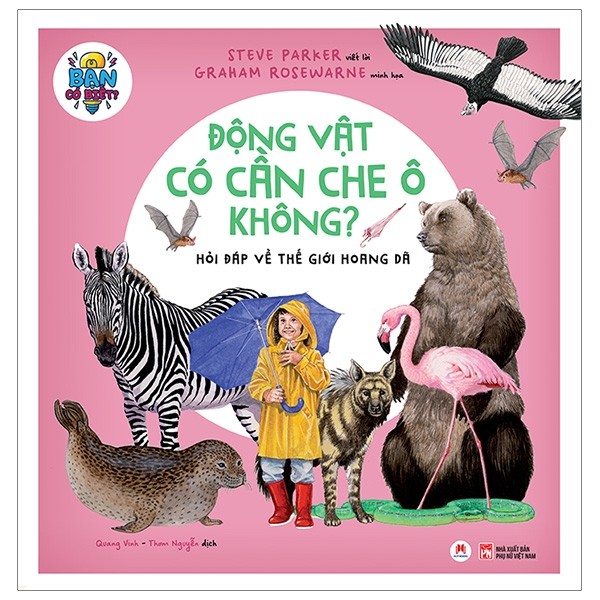 STEVE PARKER viết lời
GRAHAM ROSEWARNE minh họa
BẠN
CÓ BIẾT?
ĐỘNG VẬT
CÓ CẦN CHE Ô
KHÔNG?
HỎI ĐÁP VỀ THẾ GIỚI HOANG DÃ
Quang Vinh - Thơm Nguyễn dịch
NHÀ XUẤT BẢN
PHỤ NỮ VIỆT NAM